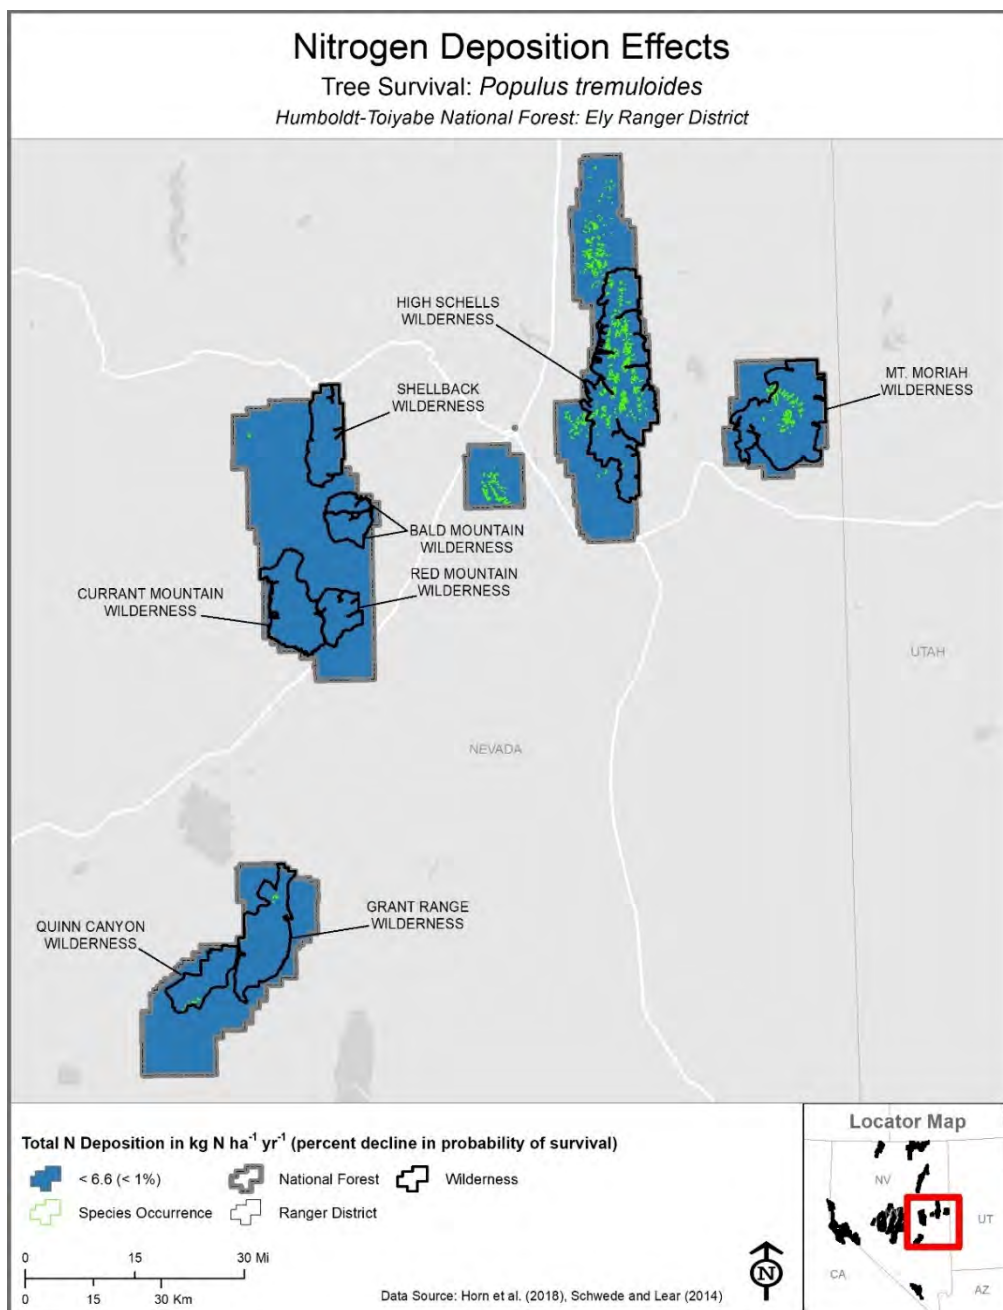 Nitrogen Deposition Effects
Tree Survival: Populus tremuloides
Humboldt-Toiyabe National Forest: Ely Ranger District
HIGH SCHELLS
WILDERNESS
SHELLBACK
WILDERNESS
MT. MORIAH
WILDERNESS
BALD MOUNTAIN
WILDERNESS
RED MOUNTAIN
WILDERNESS
CURRANT MOUNTAIN
WILDERNESS
UTAH
NEVADA
GRANT RANGE
WILDERNESS
QUINN CANYON
WILDERNESS
Total N Deposition in kg N ha⁻¹ yr⁻¹ (percent decline in probability of survival)
< 6.6 (< 1%)
National Forest
Wilderness
Species Occurrence
Ranger District
0 15 30 Mi
0 15 30 Km
N
Data Source: Horn et al. (2018), Schwede and Lear (2014)
Locator Map
NV
UT
CA
AZ